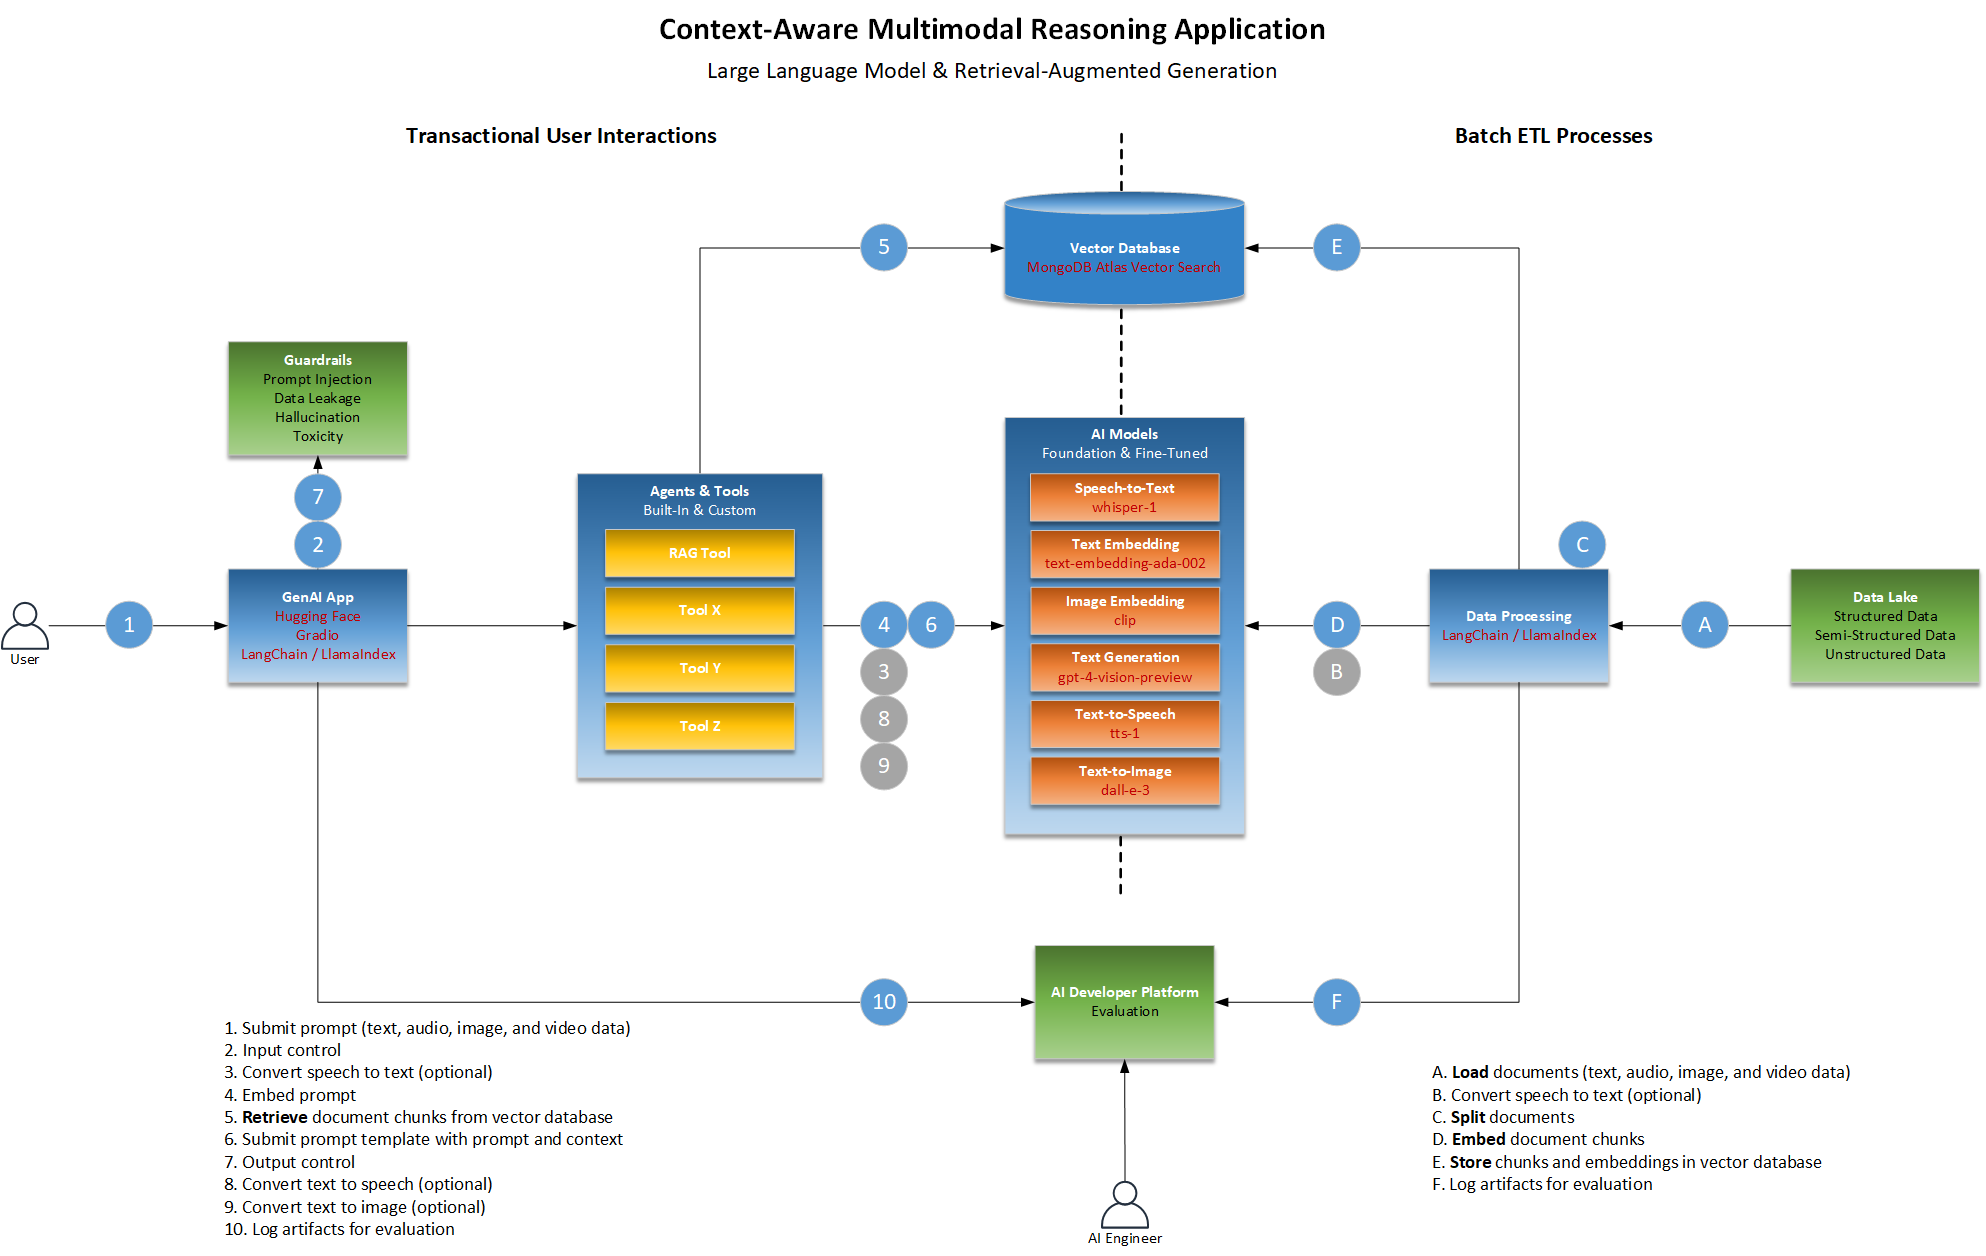 Context-Aware Multimodal Reasoning Application
Large Language Model & Retrieval-Augmented Generation
Transactional User Interactions
Batch ETL Processes
Vector Database
MongoDB Atlas Vector Search
5
E
Guardrails
Prompt Injection
Data Leakage
Hallucination
Toxicity
7
2
GenAI App
Hugging Face
Gradio
LangChain / LlamaIndex
User
1
Agents & Tools
Built-In & Custom
RAG Tool
Tool X
Tool Y
Tool Z
4
6
3
8
9
AI Models
Foundation & Fine-Tuned
Speech-to-Text
whisper-1
Text Embedding
text-embedding-ada-002
Image Embedding
clip
Text Generation
gpt-4-vision-preview
Text-to-Speech
tts-1
Text-to-Image
dall-e-3
D
B
C
Data Processing
LangChain / LlamaIndex
A
Data Lake
Structured Data
Semi-Structured Data
Unstructured Data
10
AI Developer Platform
Evaluation
F
1. Submit prompt (text, audio, image, and video data)
2. Input control
3. Convert speech to text (optional)
4. Embed prompt
5. Retrieve document chunks from vector database
6. Submit prompt template with prompt and context
7. Output control
8. Convert text to speech (optional)
9. Convert text to image (optional)
10. Log artifacts for evaluation
A. Load documents (text, audio, image, and video data)
B. Convert speech to text (optional)
C. Split documents
D. Embed document chunks
E. Store chunks and embeddings in vector database
F. Log artifacts for evaluation
AI Engineer